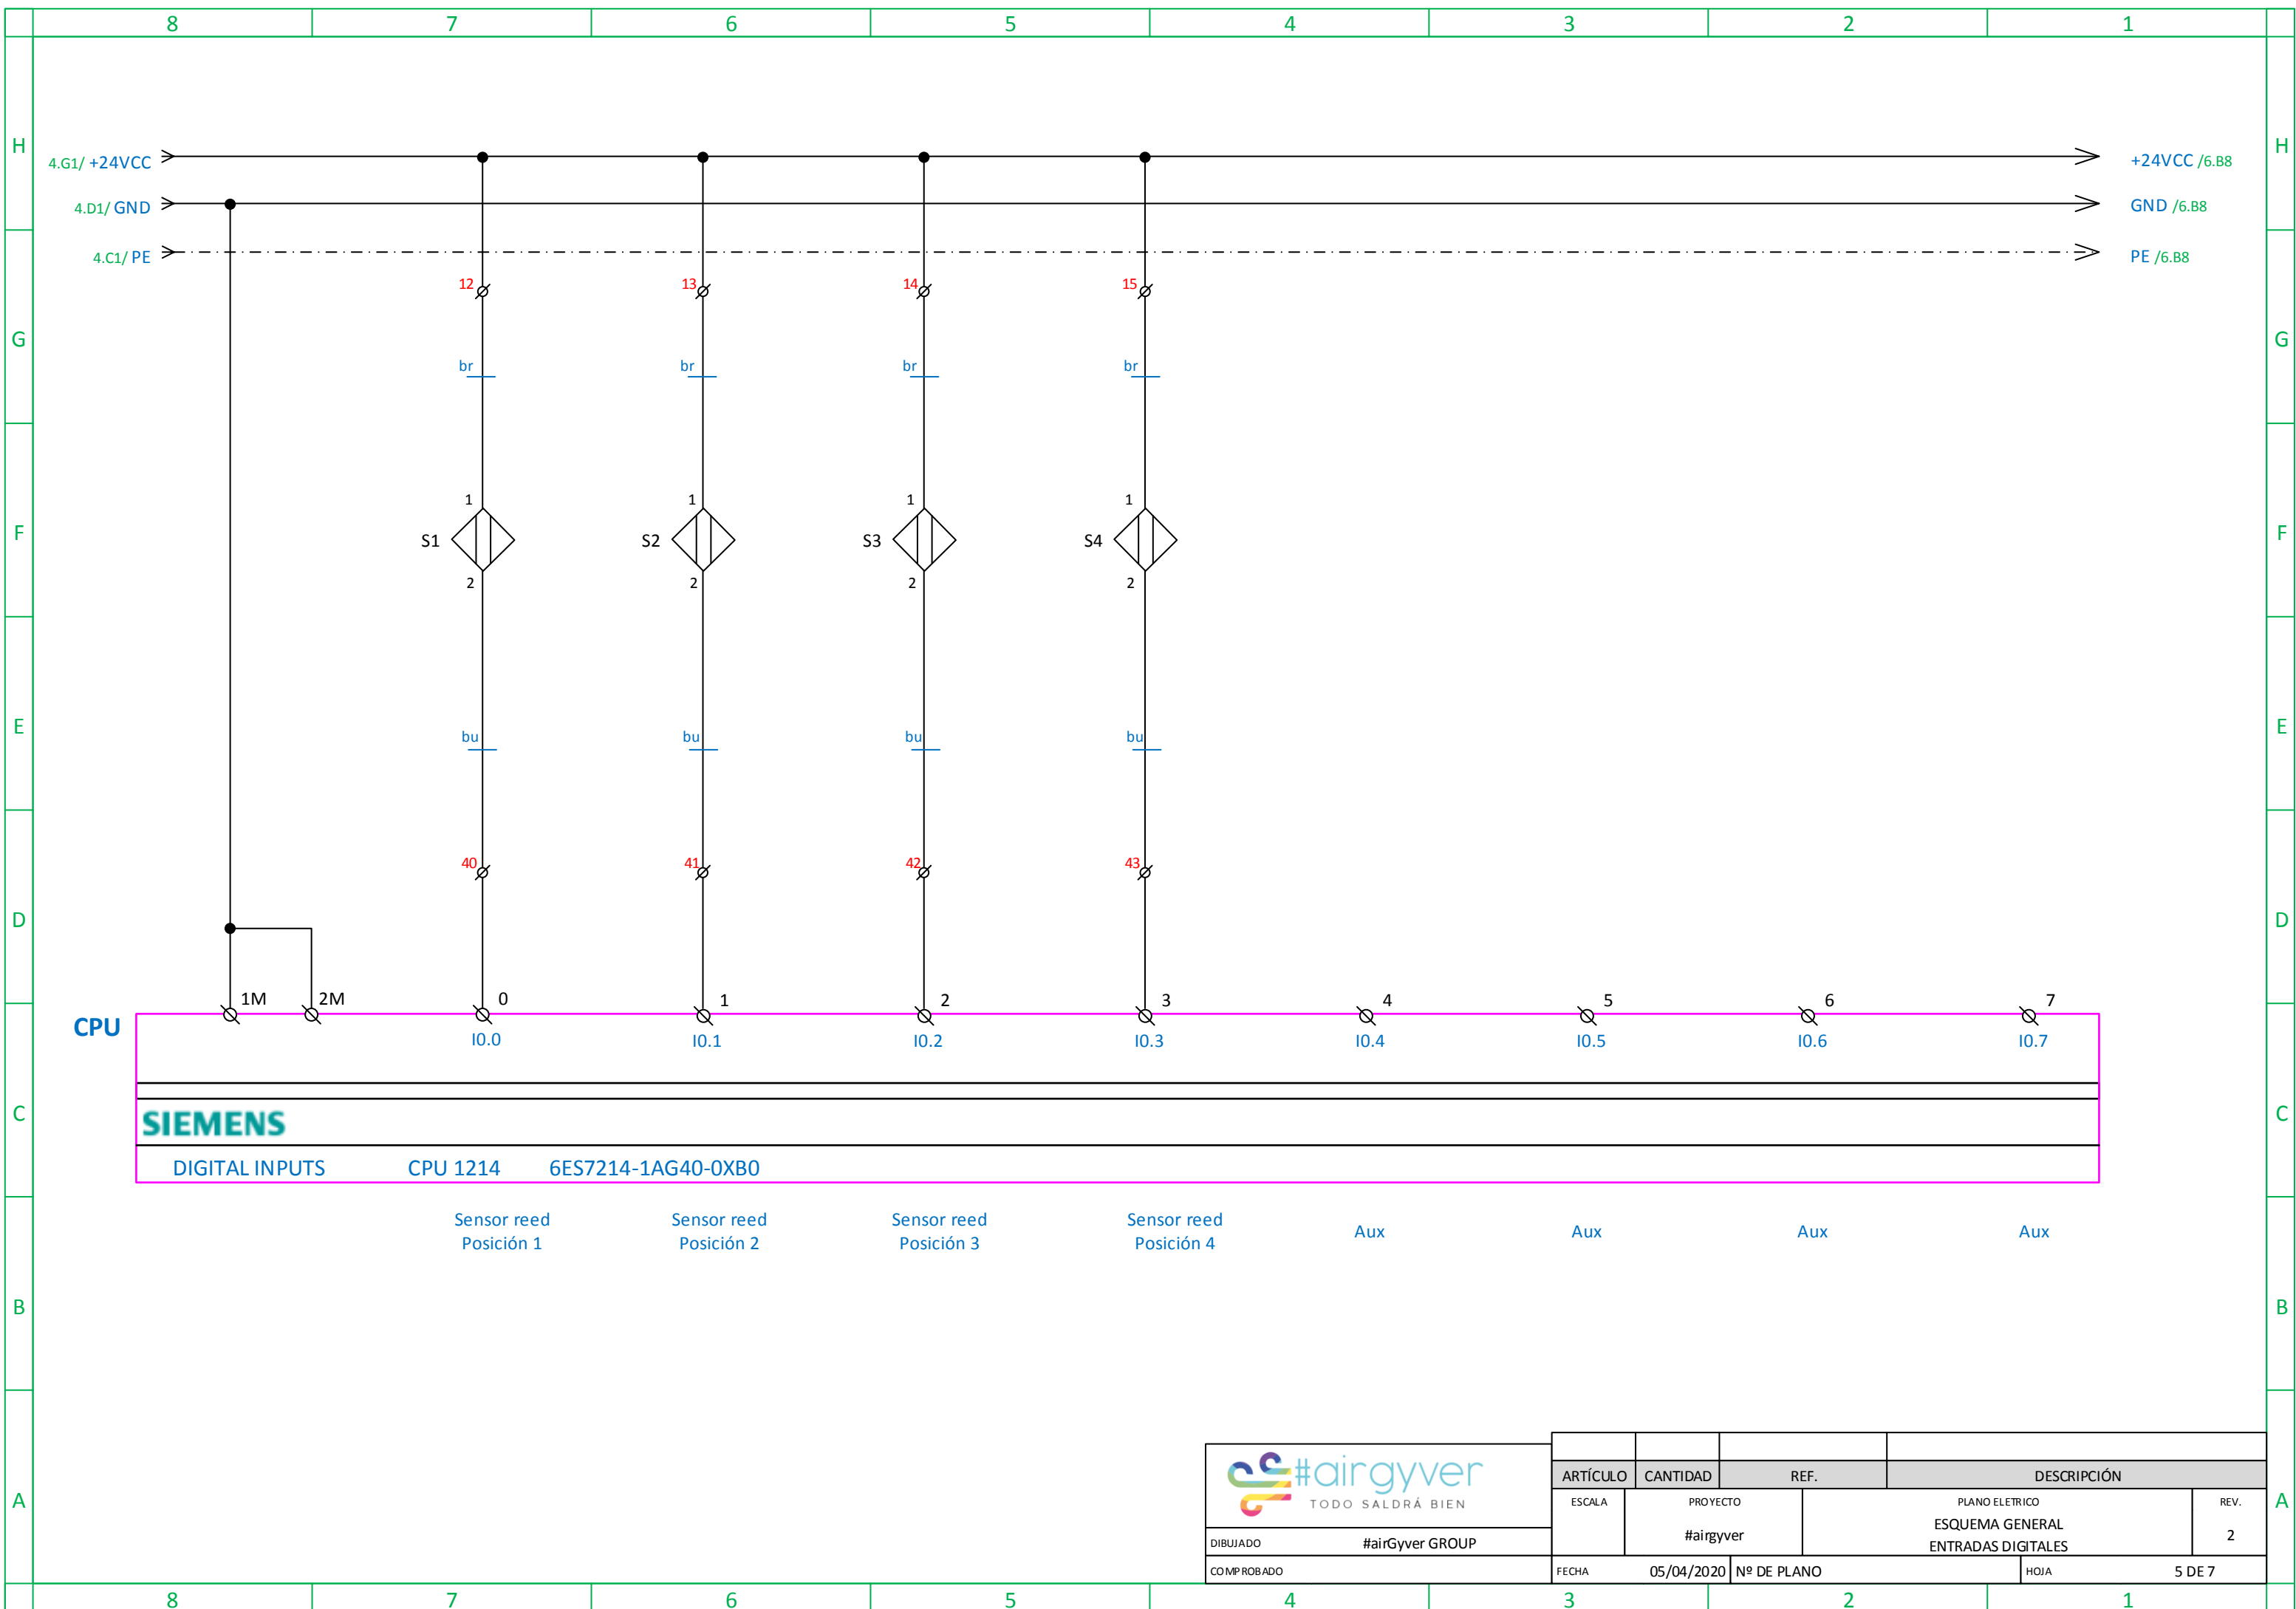 8 7 6 5 4 3 2 1
H H
4.G1/ +24VCC +24VCC /6.B8
4.D1/ GND GND /6.B8
4.C1/ PE PE /6.B8
12 13 14 15
G G
br br br br
1 1 1 1
F F
S1 S2 S3 S4
2 2 2 2
E E
bu bu bu bu
40 41 42 43
D D
1M 2M 0 1 2 3 4 5 6 7
CPU
I0.0 I0.1 I0.2 I0.3 I0.4 I0.5 I0.6 I0.7
C C
SIEMENS
DIGITAL INPUTS CPU 1214 6ES7214-1AG40-0XB0
Sensor reed Sensor reed Sensor reed Sensor reed
Posición 1 Posición 2 Posición 3 Posición 4 Aux Aux Aux Aux
B B
#airgyver
TODO SALDRÁ BIEN
ARTÍCULO CANTIDAD REF. DESCRIPCIÓN
A A
ESCALA PROYECTO PLANO ELETRICO REV.
#airgyver ESQUEMA GENERAL 2
ENTRADAS DIGITALES
DIBUJADO #airGyver GROUP
COMPROBADO FECHA 05/04/2020 Nº DE PLANO HOJA 5 DE 7
8 7 6 5 4 3 2 1